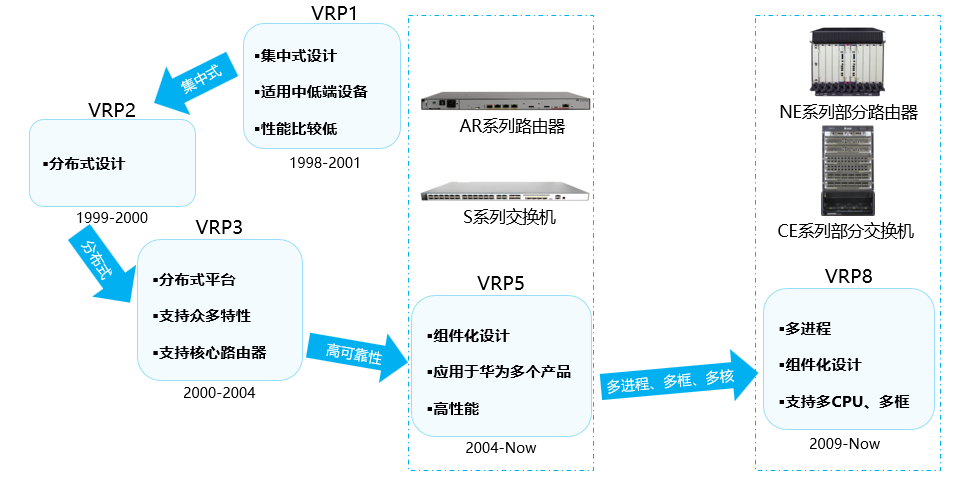 VRP1
▪集中式设计
▪适用中低端设备
▪性能比较低
1998-2001
集中式
VRP2
▪分布式设计
1999-2000
分布式
VRP3
▪分布式平台
▪支持众多特性
▪支持核心路由器
2000-2004
高可靠性
AR系列路由器
S系列交换机
VRP5
▪组件化设计
▪应用于华为多个产品
▪高性能
2004-Now
多进程、多框、多核
NE系列部分路由器
CE系列部分交换机
VRP8
▪多进程
▪组件化设计
▪支持多CPU、多框
2009-Now